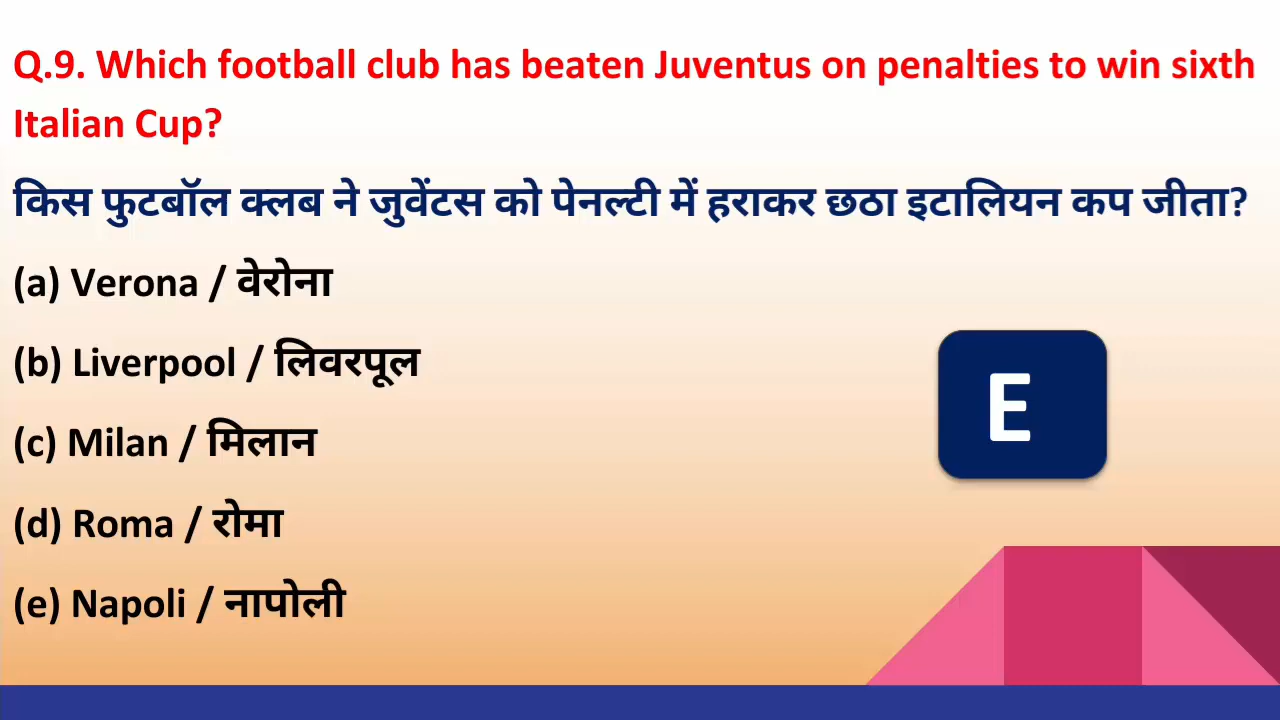 Q.9. Which football club has beaten Juventus on penalties to win sixth
Italian Cup?
किस फुटबॉल क्लब ने जुवेंटस को पेनल्टी में हराकर छठा इटालियन कप जीता?
(a) Verona / वेरोना
(b) Liverpool / लिवरपूल
(c) Milan / मिलान
(d) Roma / रोमा
(e) Napoli / नापोली
E